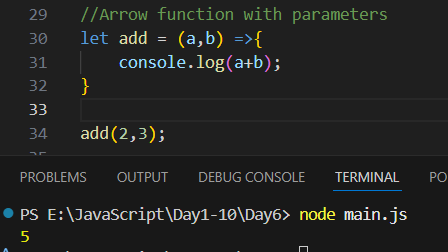 29 //Arrow function with parameters
30 let add = (a,b) =>{
31     console.log(a+b);
32 }
33
34 add(2,3);
PROBLEMS OUTPUT DEBUG CONSOLE TERMINAL
PS E:\JavaScript\Day1-10\Day6> node main.js
5